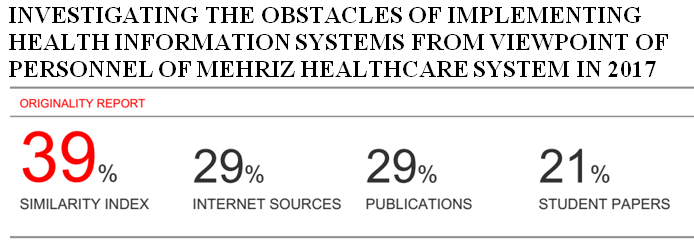 INVESTIGATING THE OBSTACLES OF IMPLEMENTING
HEALTH INFORMATION SYSTEMS FROM VIEWPOINT OF
PERSONNEL OF MEHRIZ HEALTHCARE SYSTEM IN 2017
ORIGINALITY REPORT
39% 29% 29% 21%
SIMILARITY INDEX INTERNET SOURCES PUBLICATIONS STUDENT PAPERS